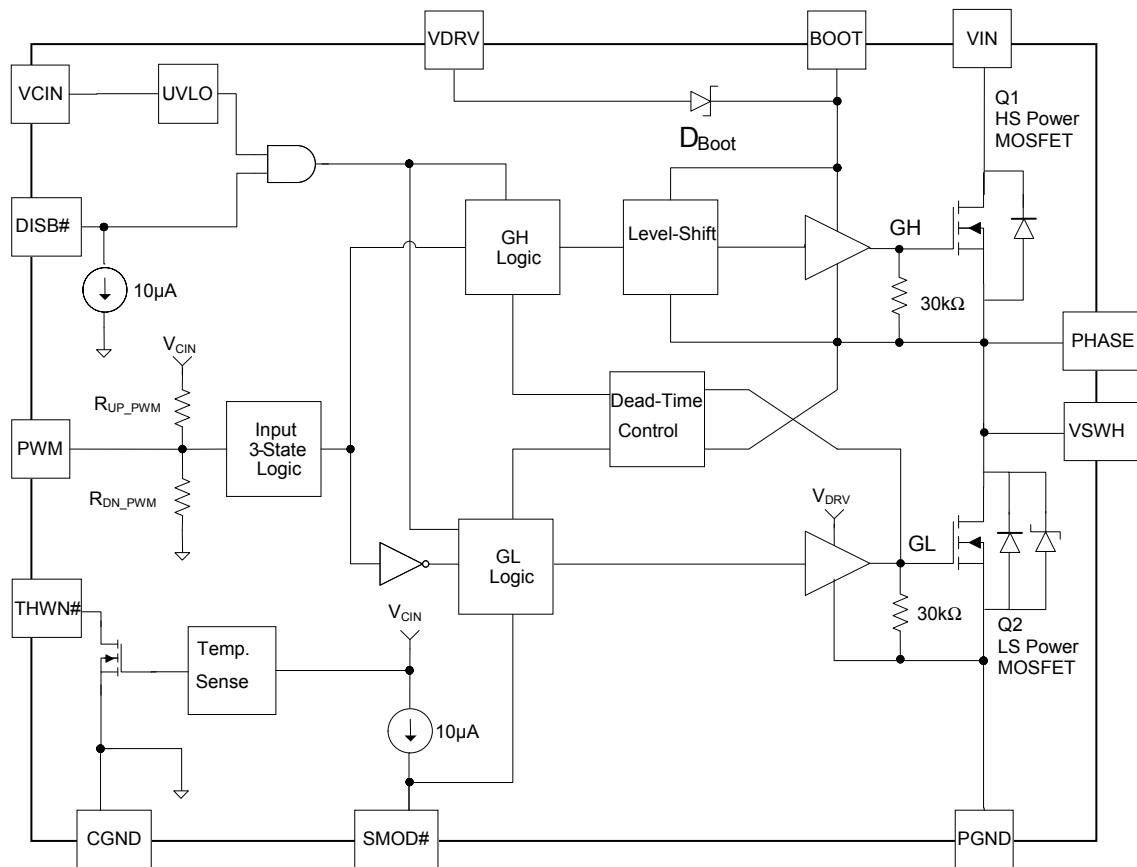 VDRV
BOOT
VIN
VCIN
UVLO
Q1
HS Power
MOSFET
DBoot
DISB#
GH
Logic
Level-Shift
GH
10µA
30kΩ
VCIN
PHASE
RUP_PWM
Dead-Time
Control
PWM
Input
3-State
Logic
VSWH
RDN_PWM
VDRV
GL
Logic
GL
THWN#
VCIN
Temp.
Sense
30kΩ
Q2
LS Power
MOSFET
10µA
CGND
SMOD#
PGND